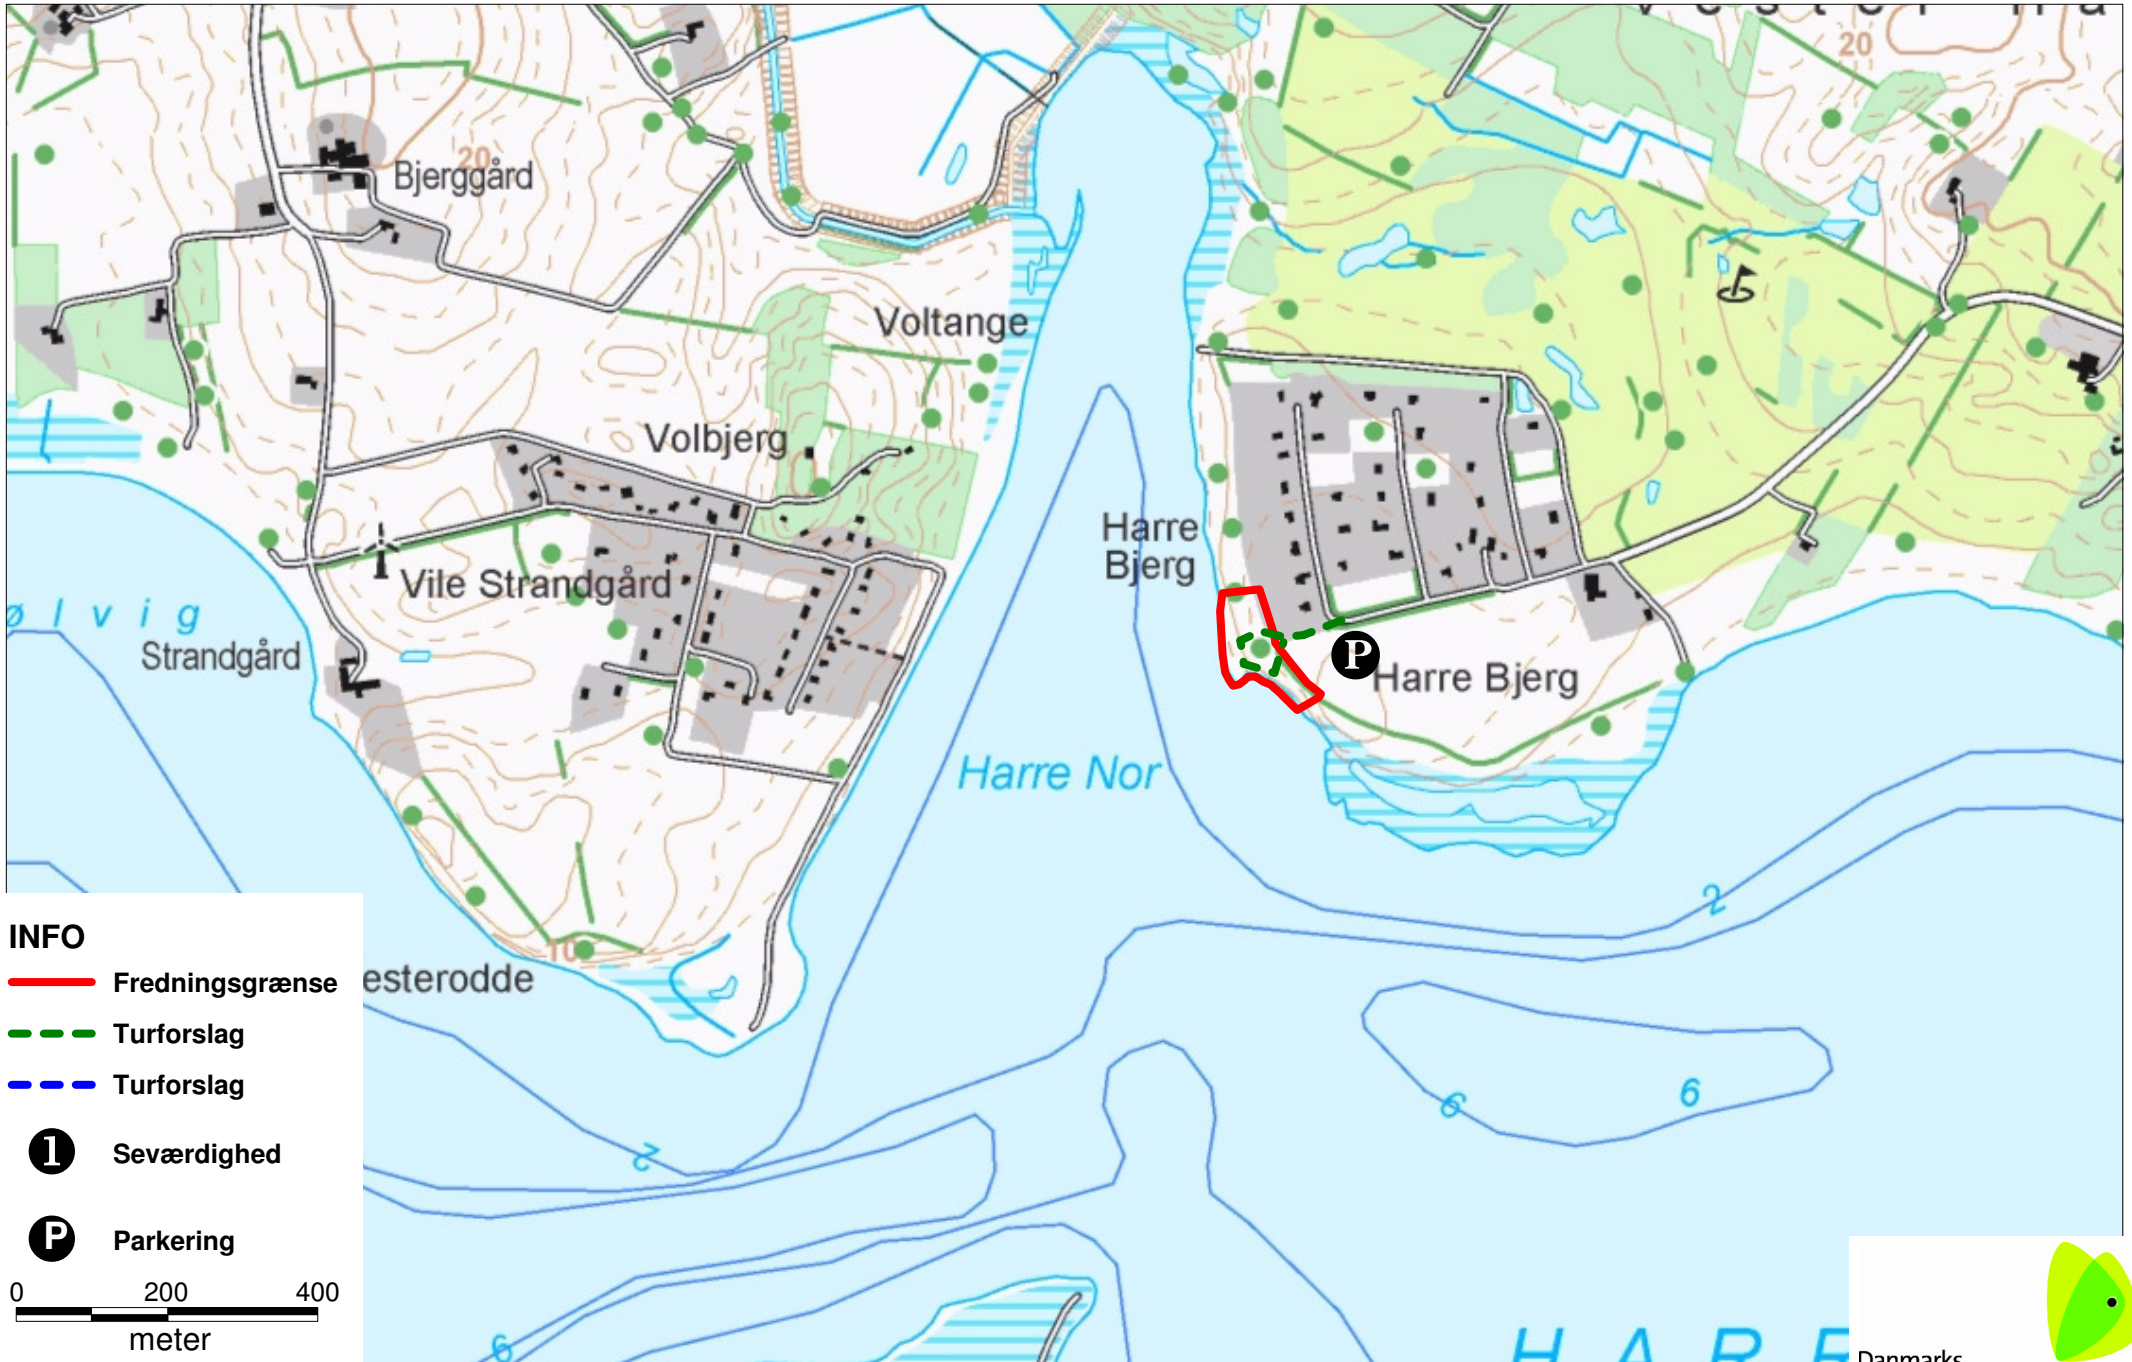 20
Bjerggård
20
Voltange
Volbjerg
Harre
Bjerg
Vile Strandgård
Strandgård
P
Harre Bjerg
Harre Nor
2
10
esterodde
INFO
Fredningsgrænse
Turforslag
Turforslag
1 Seværdighed
P Parkering
0 200 400
meter
2
6
6
6
Danmarks